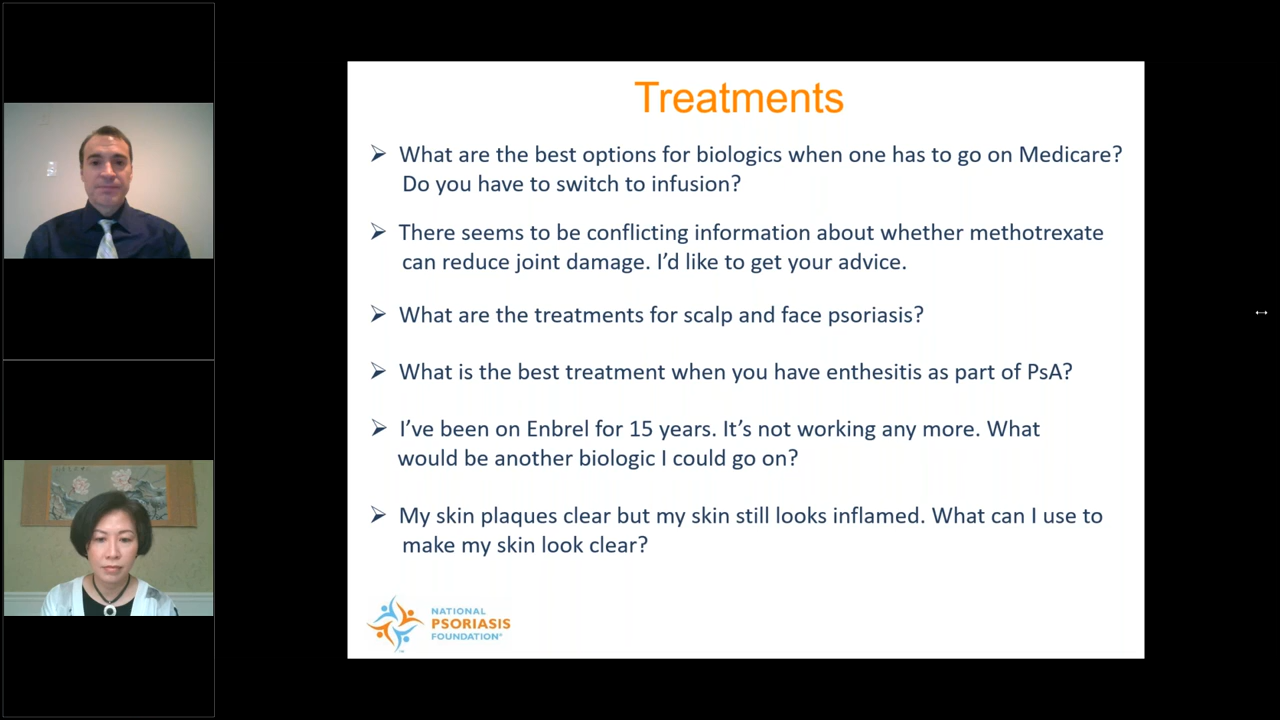 Treatments
➢ What are the best options for biologics when one has to go on Medicare?
Do you have to switch to infusion?
➢ There seems to be conflicting information about whether methotrexate
can reduce joint damage. I’d like to get your advice.
➢ What are the treatments for scalp and face psoriasis?
➢ What is the best treatment when you have enthesitis as part of PsA?
➢ I’ve been on Enbrel for 15 years. It’s not working any more. What
would be another biologic I could go on?
➢ My skin plaques clear but my skin still looks inflamed. What can I use to
make my skin look clear?
NATIONAL
PSORIASIS
FOUNDATION®